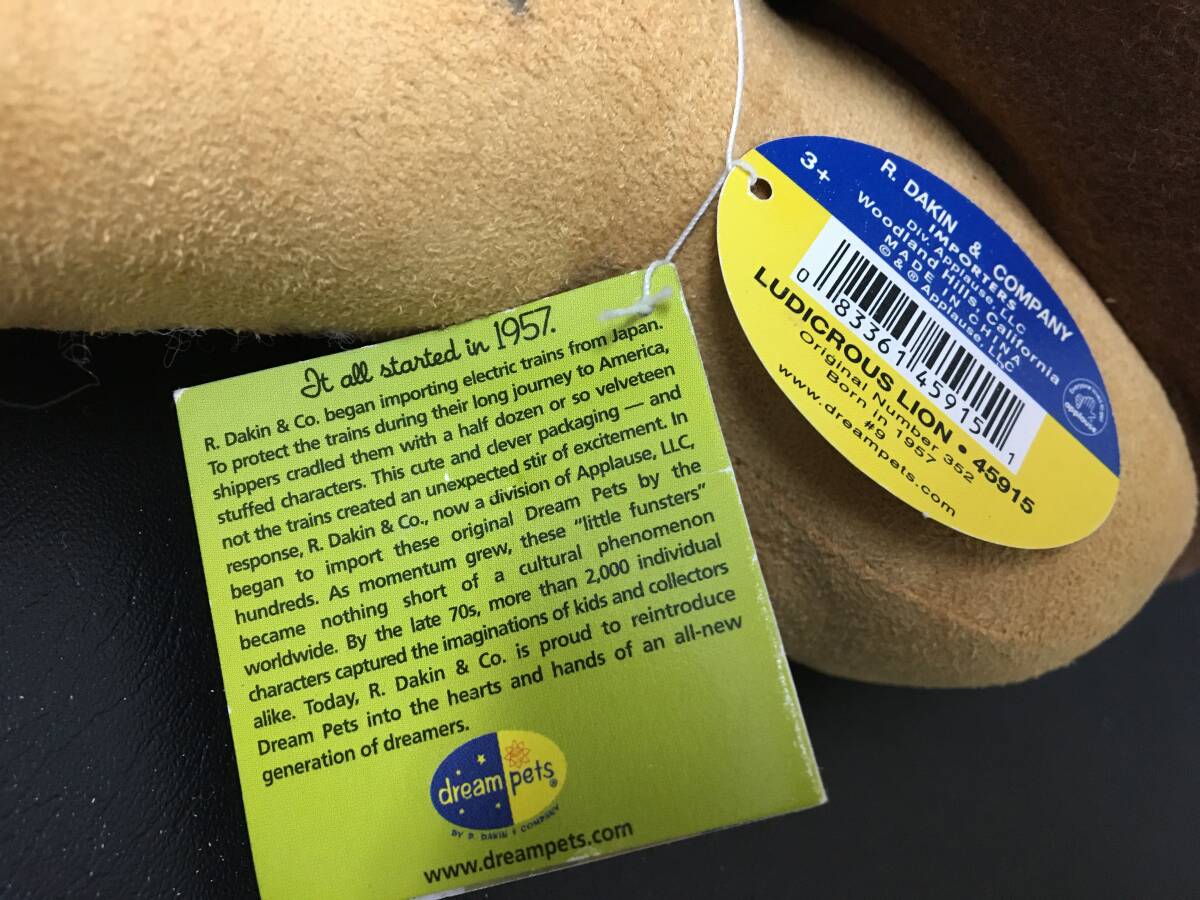 It all started in 1957.
R. Dakin & Co. began importing electric trains from Japan.
To protect the trains during their long journey to America,
shippers cradled them with a half dozen or so velveteen
stuffed characters. This cute and clever packaging — and
not the trains created an unexpected stir of excitement. In
response, R. Dakin & Co., now a division of Applause, LLC,
began to import these original Dream Pets by the
hundreds. As momentum grew, these "little funsters"
became nothing short of a cultural phenomenon
worldwide. By the late 70s, more than 2,000 individual
characters captured the imaginations of kids and collectors
alike. Today, R. Dakin & Co. is proud to reintroduce
Dream Pets into the hearts and hands of an all-new
generation of dreamers.
dream pets®
BY R. DAKIN & COMPANY
www.dreampets.com
3+
R. DAKIN & COMPANY
IMPORTERS
Div. Applause, LLC
Woodland Hills, California
MADE IN CHINA
© & ® Applause, LLC
applause
0 83361 45915 1
LUDICROUS LION • 45915
Original Number 352
Born in 1957
#9
www.dreampets.com